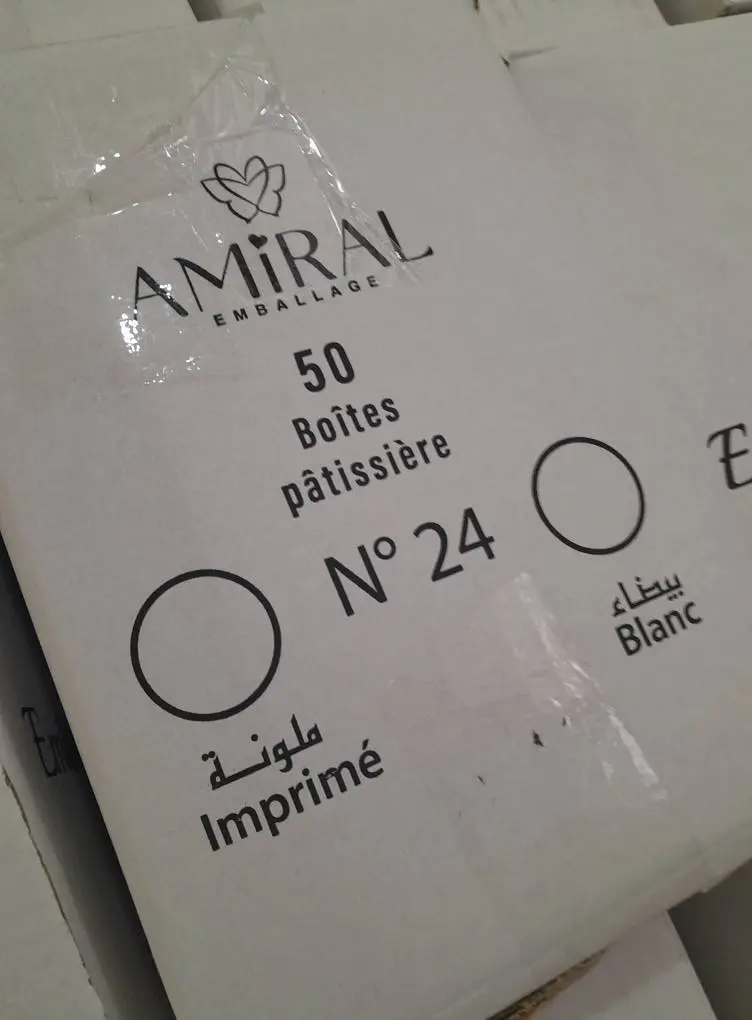 AMiRAL
EMBALLAGE
50
Boîtes
pâtissière
N° 24
بيضاء
Blanc
ملونة
Imprimé